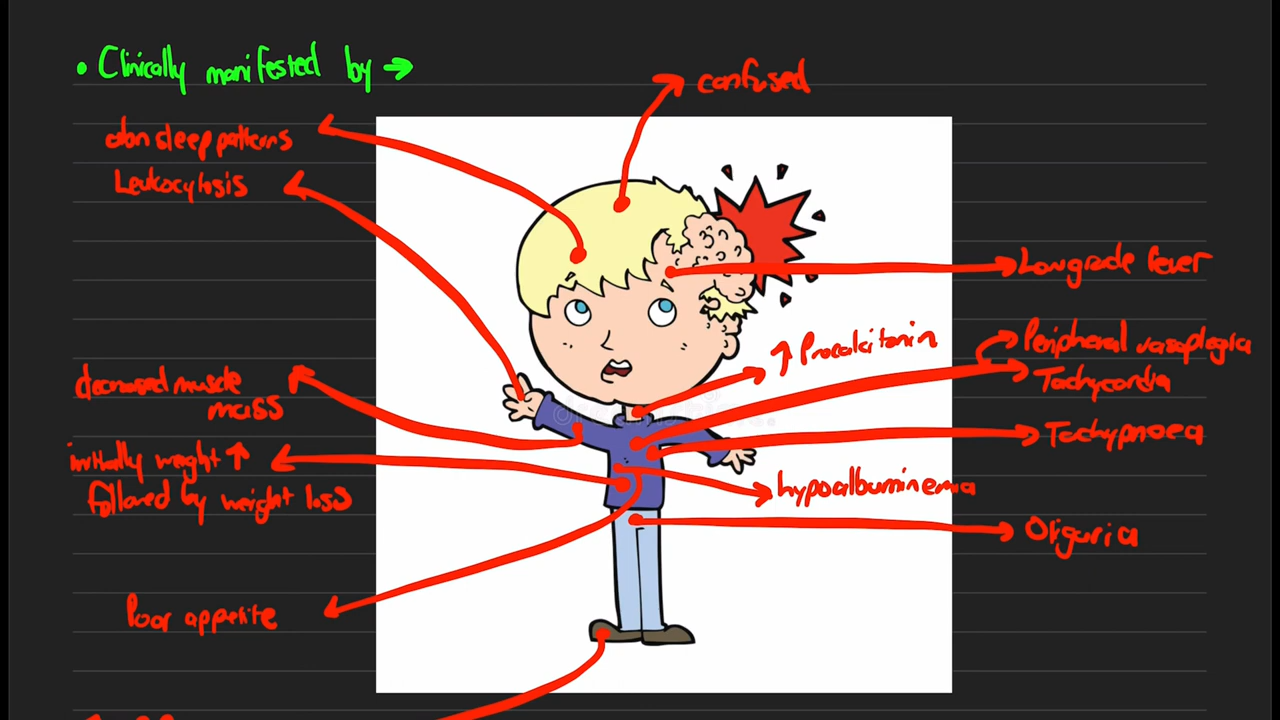 • Clinically manifested by →
confused
abn sleep patterns
Leukocytosis
Low grade fever
↑ Procalcitonin
Peripheral vasoplegia
Tachycardia
decreased muscle
mass
Tachypnoea
initially weight ↑
followed by weight loss
hypoalbuminemia
Oliguria
Poor appetite